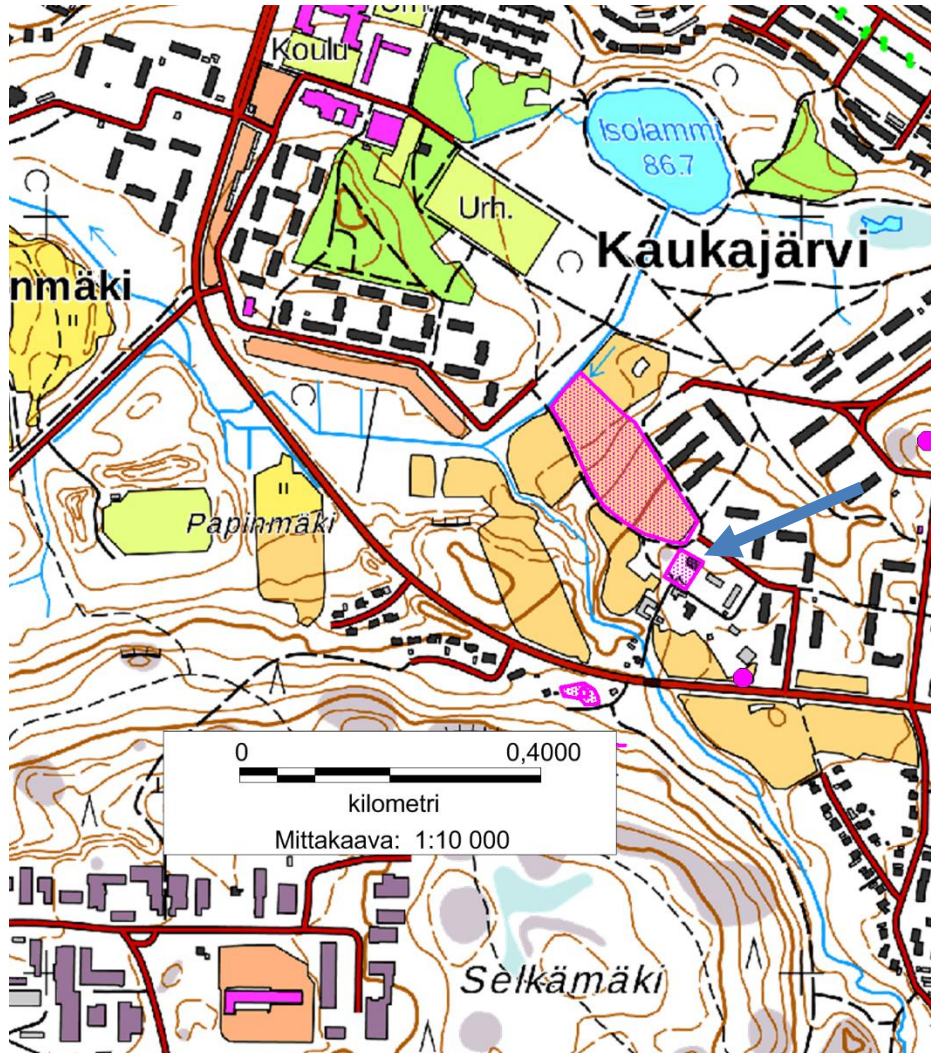 Koulu
Isolammi
86.7
Urh.
Kaukajärvi
nmäki
Papinmäki
0 0,4000
kilometri
Mittakaava: 1:10 000
Selkämäki